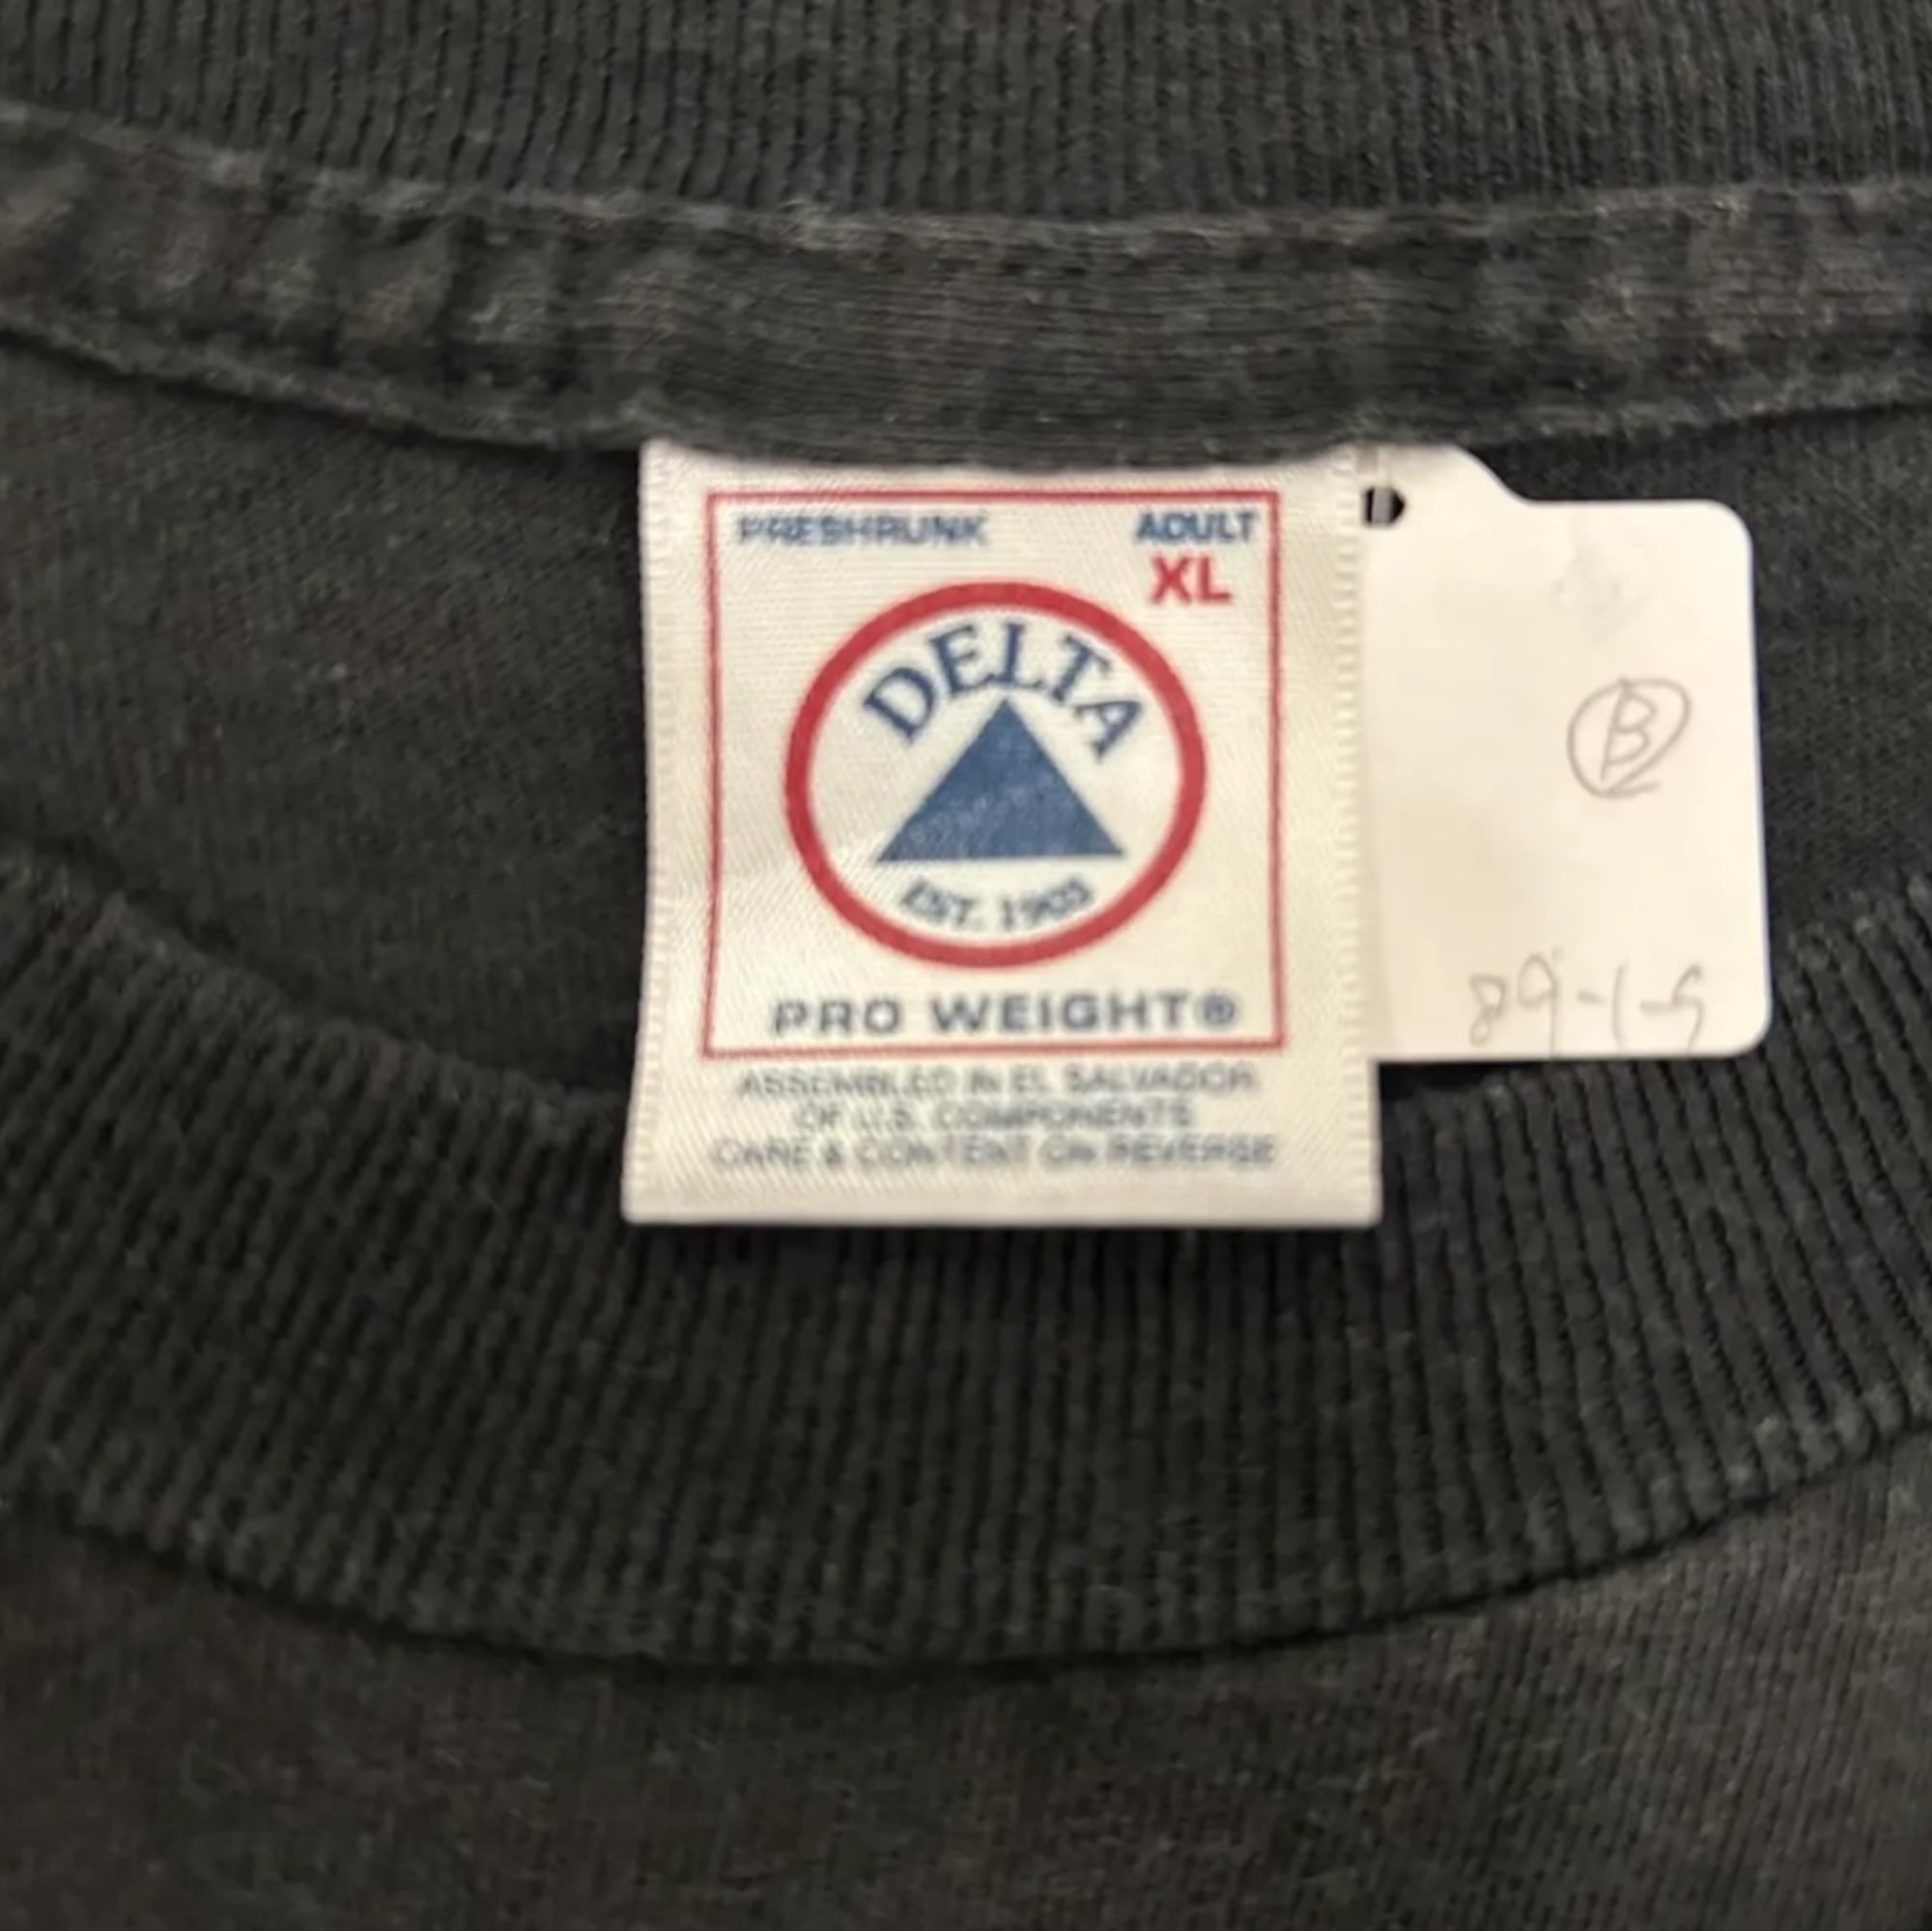 PRESHRUNK
ADULT
XL
DELTA
EST. 1903
PRO WEIGHT®
ASSEMBLED IN EL SALVADOR
OF U.S. COMPONENTS
CARE & CONTENT ON REVERSE
B
89-1-5